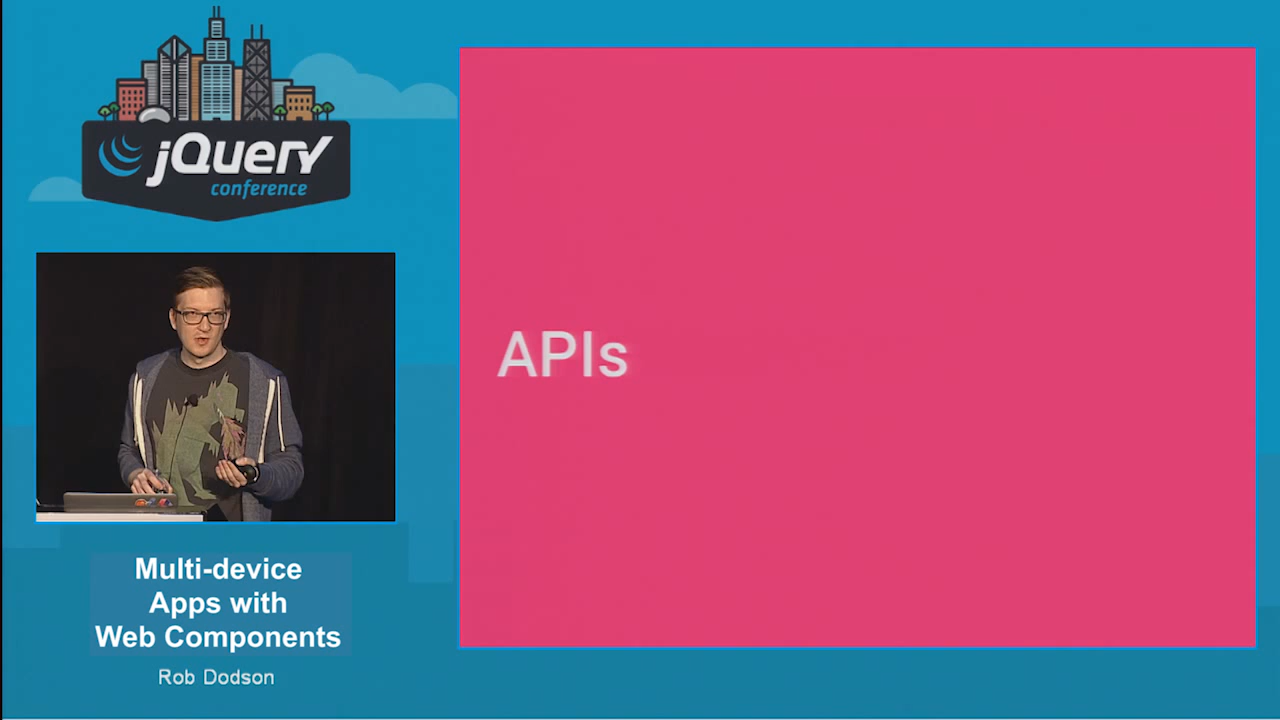 jQuery
conference
APIs
Multi-device
Apps with
Web Components
Rob Dodson